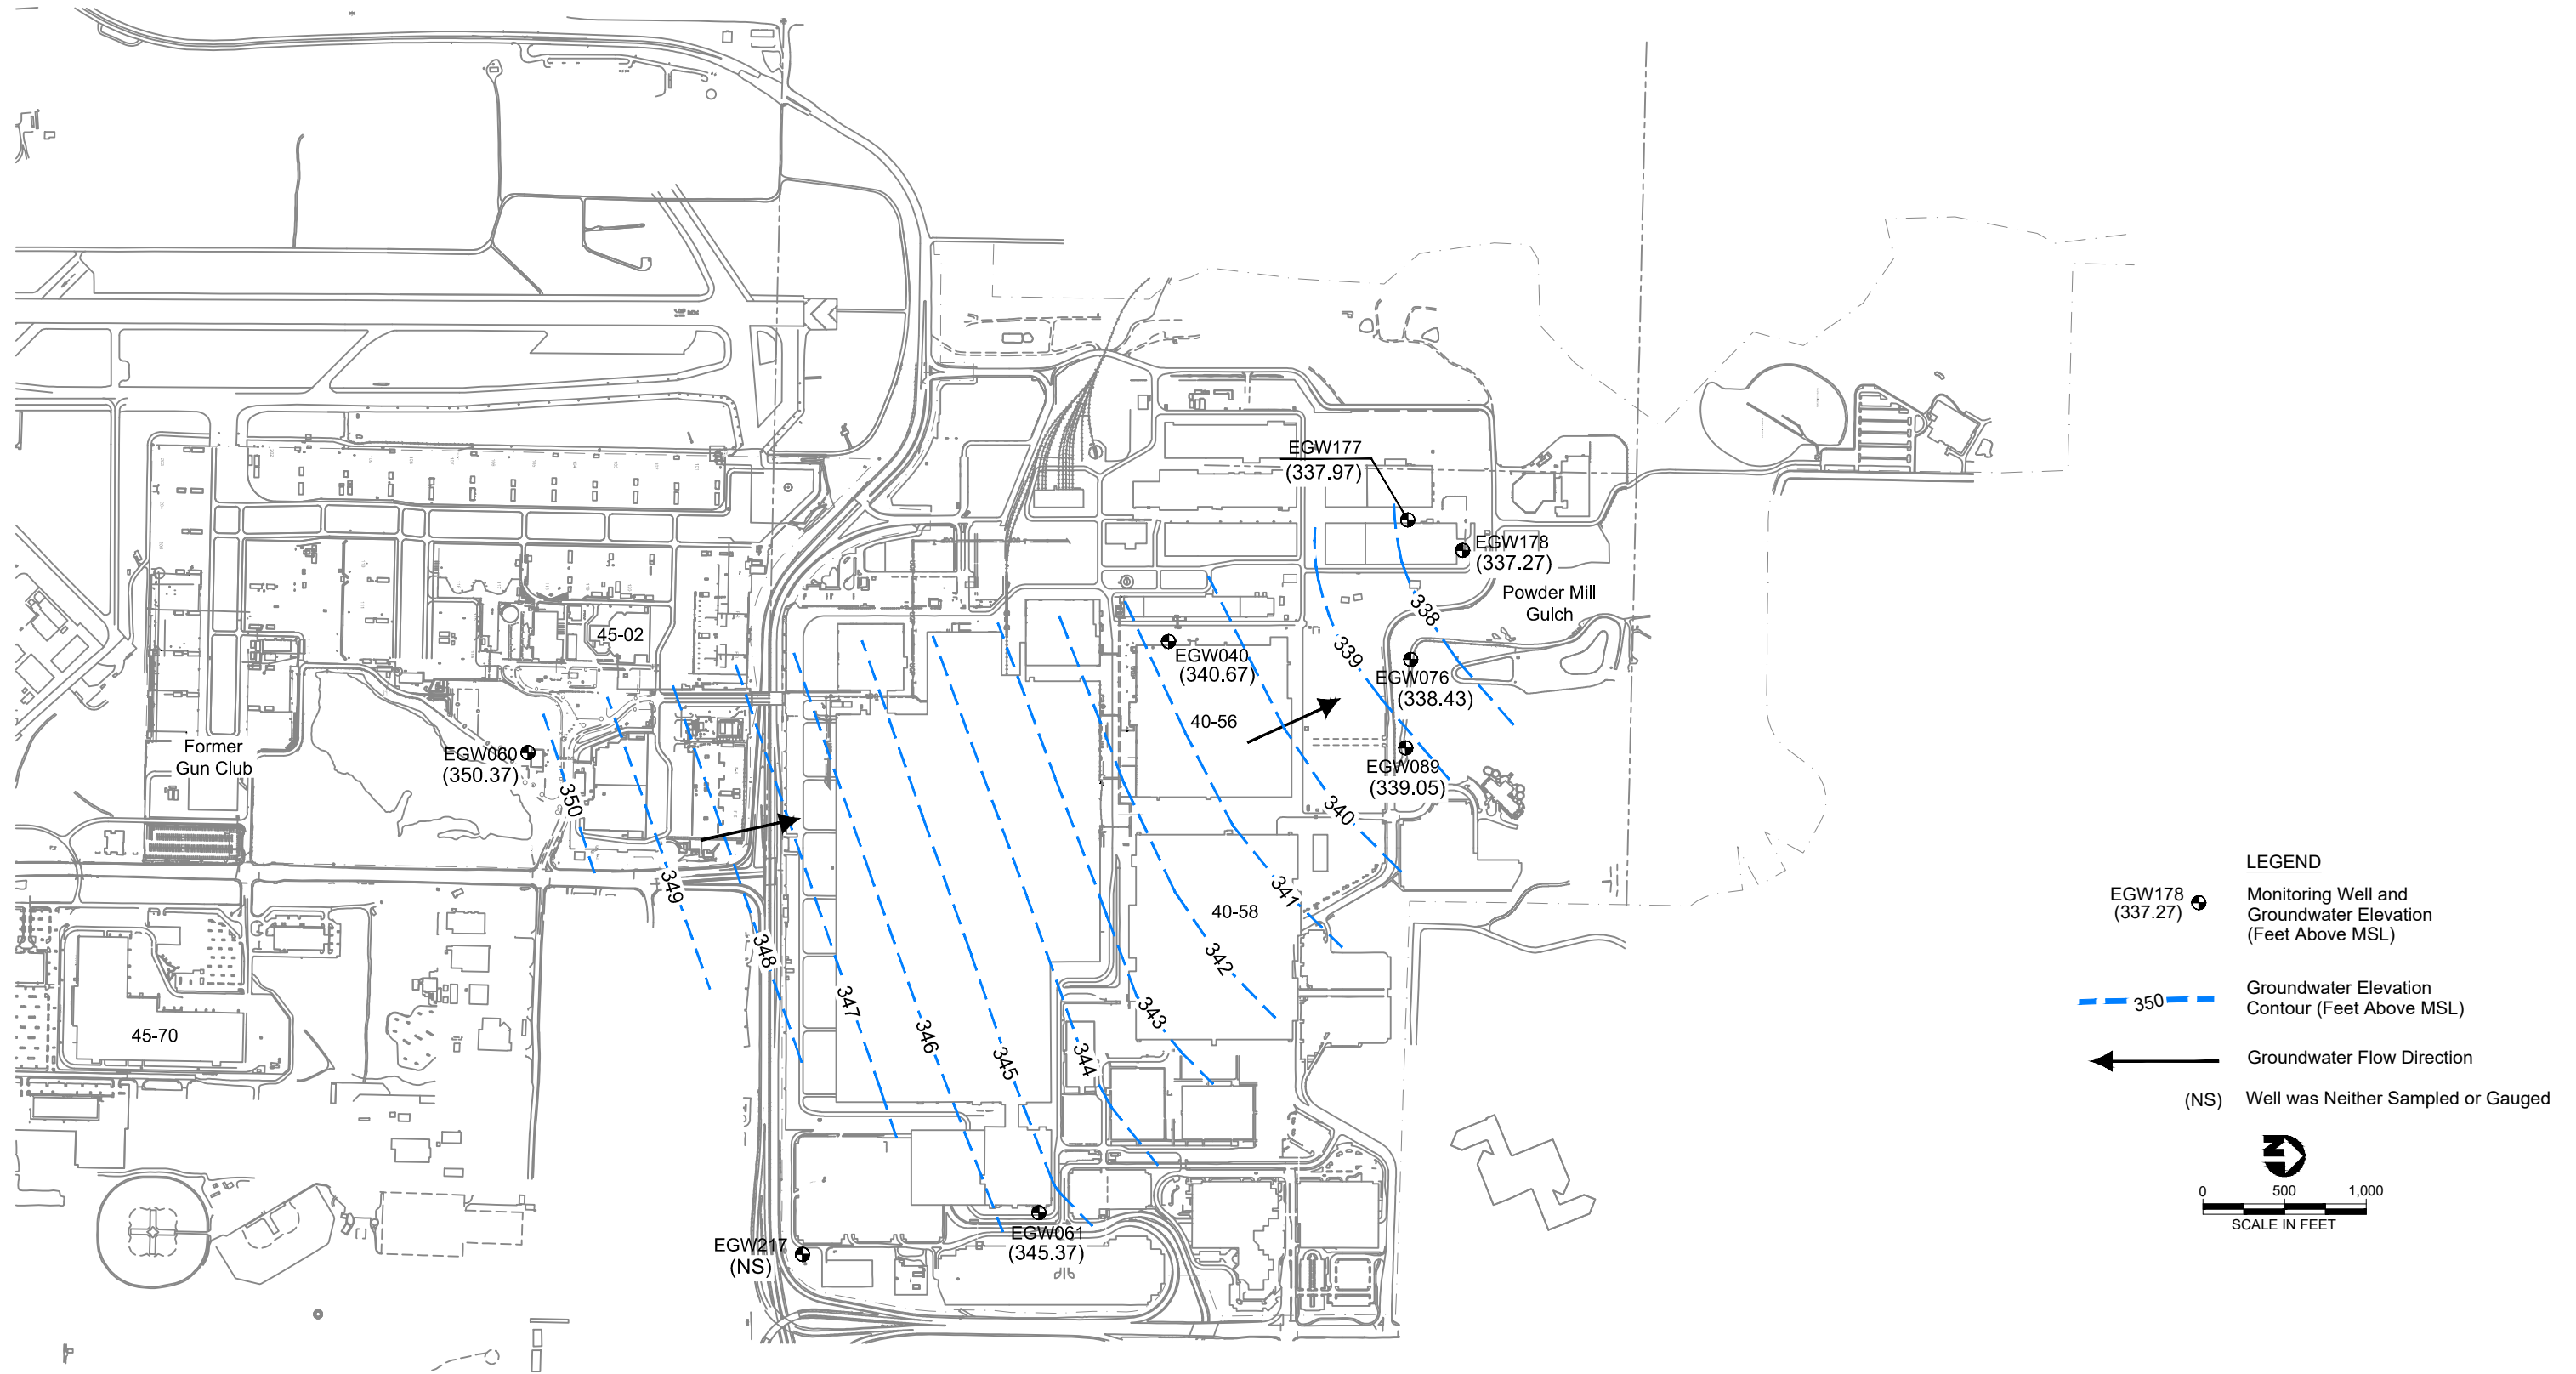 EGW177
(337.97)
EGW178
(337.27)
Powder Mill
Gulch
338
45-02
339
EGW040
(340.67)
EGW076
(338.43)
40-56
Former
Gun Club
EGW060
(350.37)
EGW089
(339.05)
350
340
349
341
40-58
348
342
347
343
346
345
344
45-70
EGW061
(345.37)
EGW217
(NS)
LEGEND
EGW178
(337.27)
Monitoring Well and
Groundwater Elevation
(Feet Above MSL)
350
Groundwater Elevation
Contour (Feet Above MSL)
Groundwater Flow Direction
(NS)
Well was Neither Sampled or Gauged
N
0 500 1,000
SCALE IN FEET